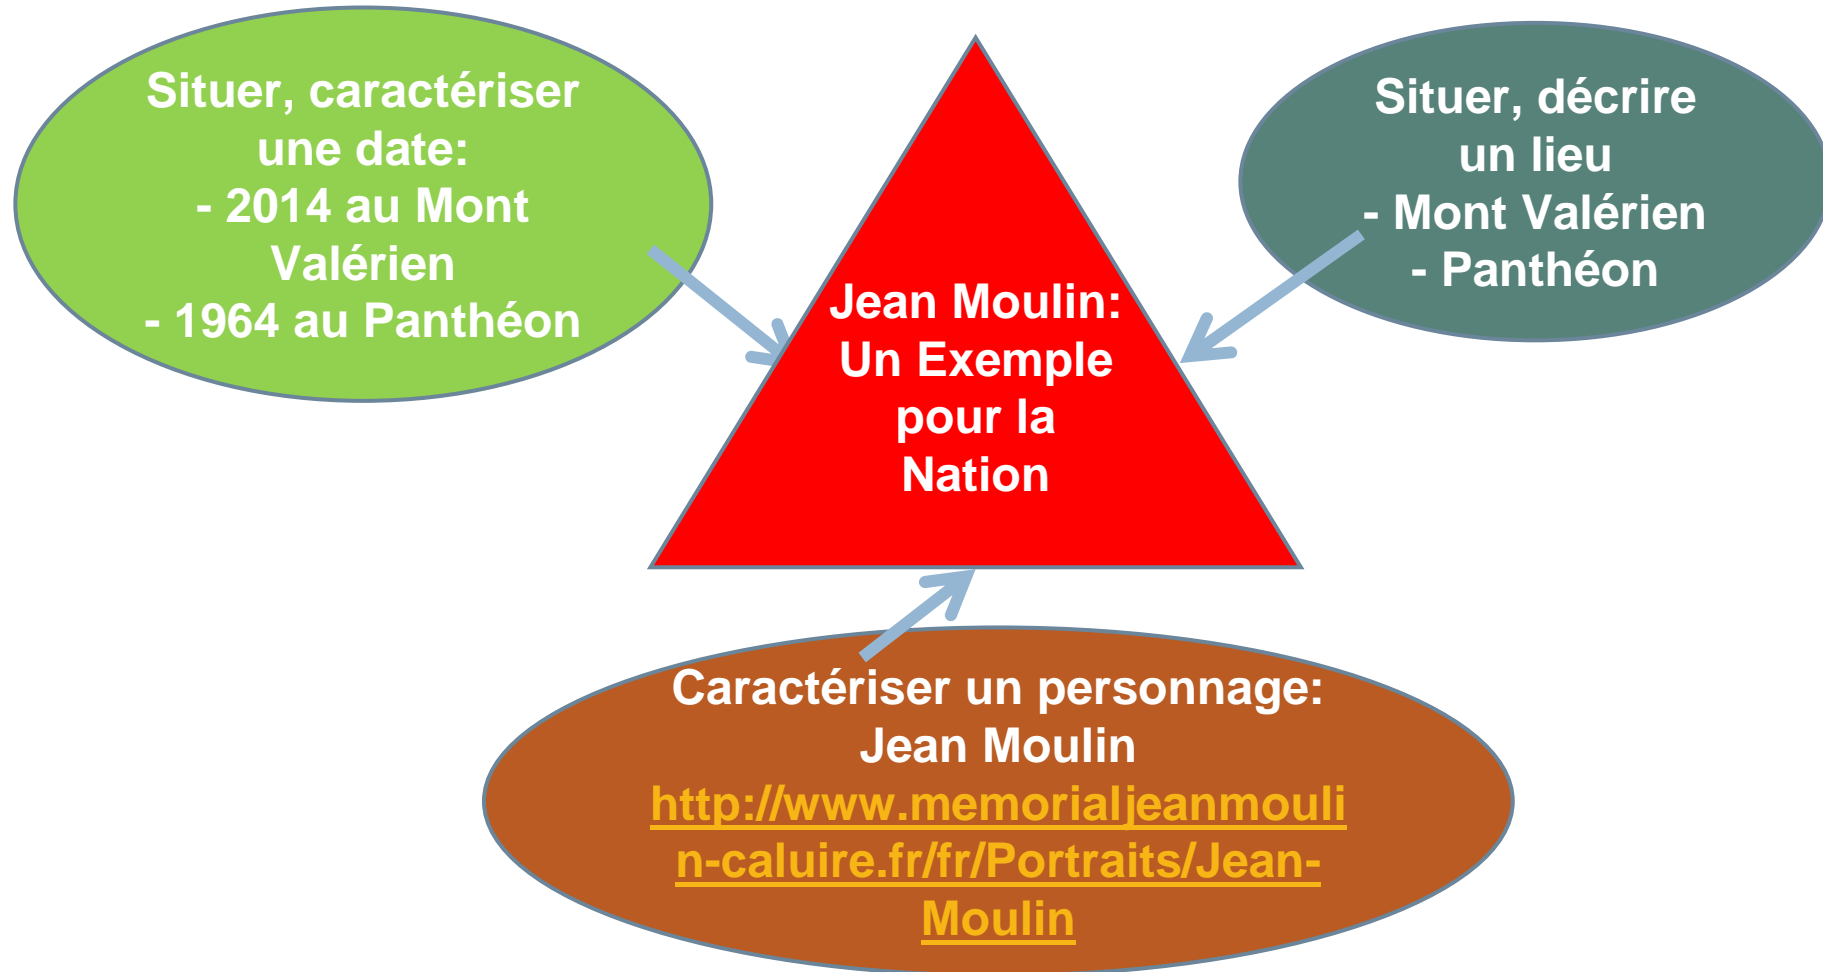 Situer, caractériser
une date:
- 2014 au Mont
Valérien
- 1964 au Panthéon
Situer, décrire
un lieu
- Mont Valérien
- Panthéon
Jean Moulin:
Un Exemple
pour la
Nation
Caractériser un personnage:
Jean Moulin
http://www.memorialjeanmouli
n-caluire.fr/fr/Portraits/Jean-
Moulin